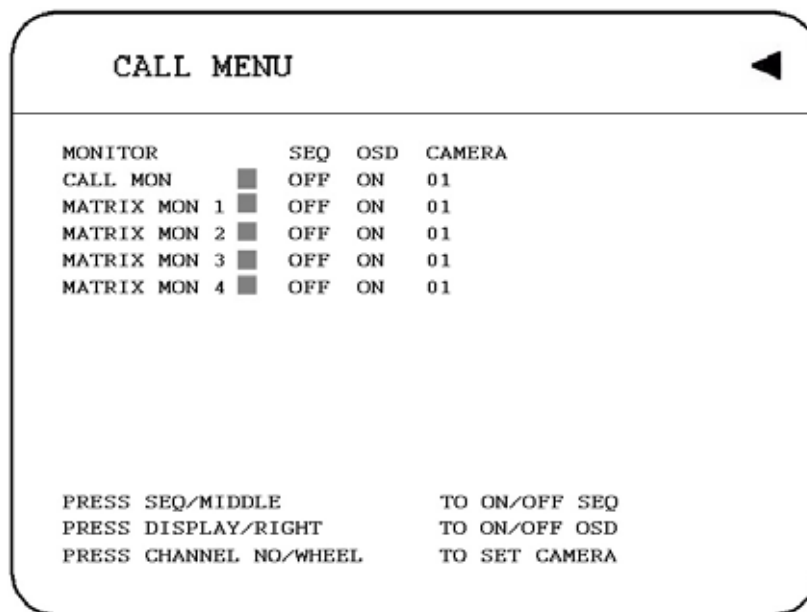 CALL MENU
MONITOR SEQ OSD CAMERA
CALL MON OFF ON 01
MATRIX MON 1 OFF ON 01
MATRIX MON 2 OFF ON 01
MATRIX MON 3 OFF ON 01
MATRIX MON 4 OFF ON 01
PRESS SEQ/MIDDLE TO ON/OFF SEQ
PRESS DISPLAY/RIGHT TO ON/OFF OSD
PRESS CHANNEL NO/WHEEL TO SET CAMERA